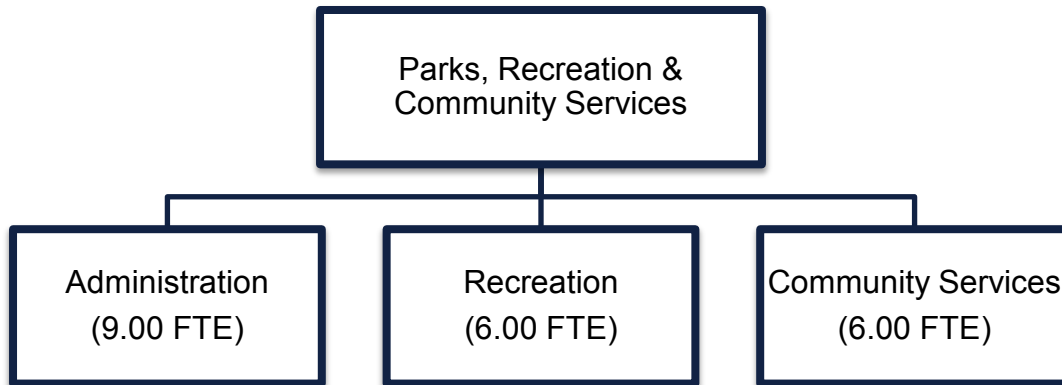 Parks, Recreation &
Community Services
Administration
(9.00 FTE)
Recreation
(6.00 FTE)
Community Services
(6.00 FTE)